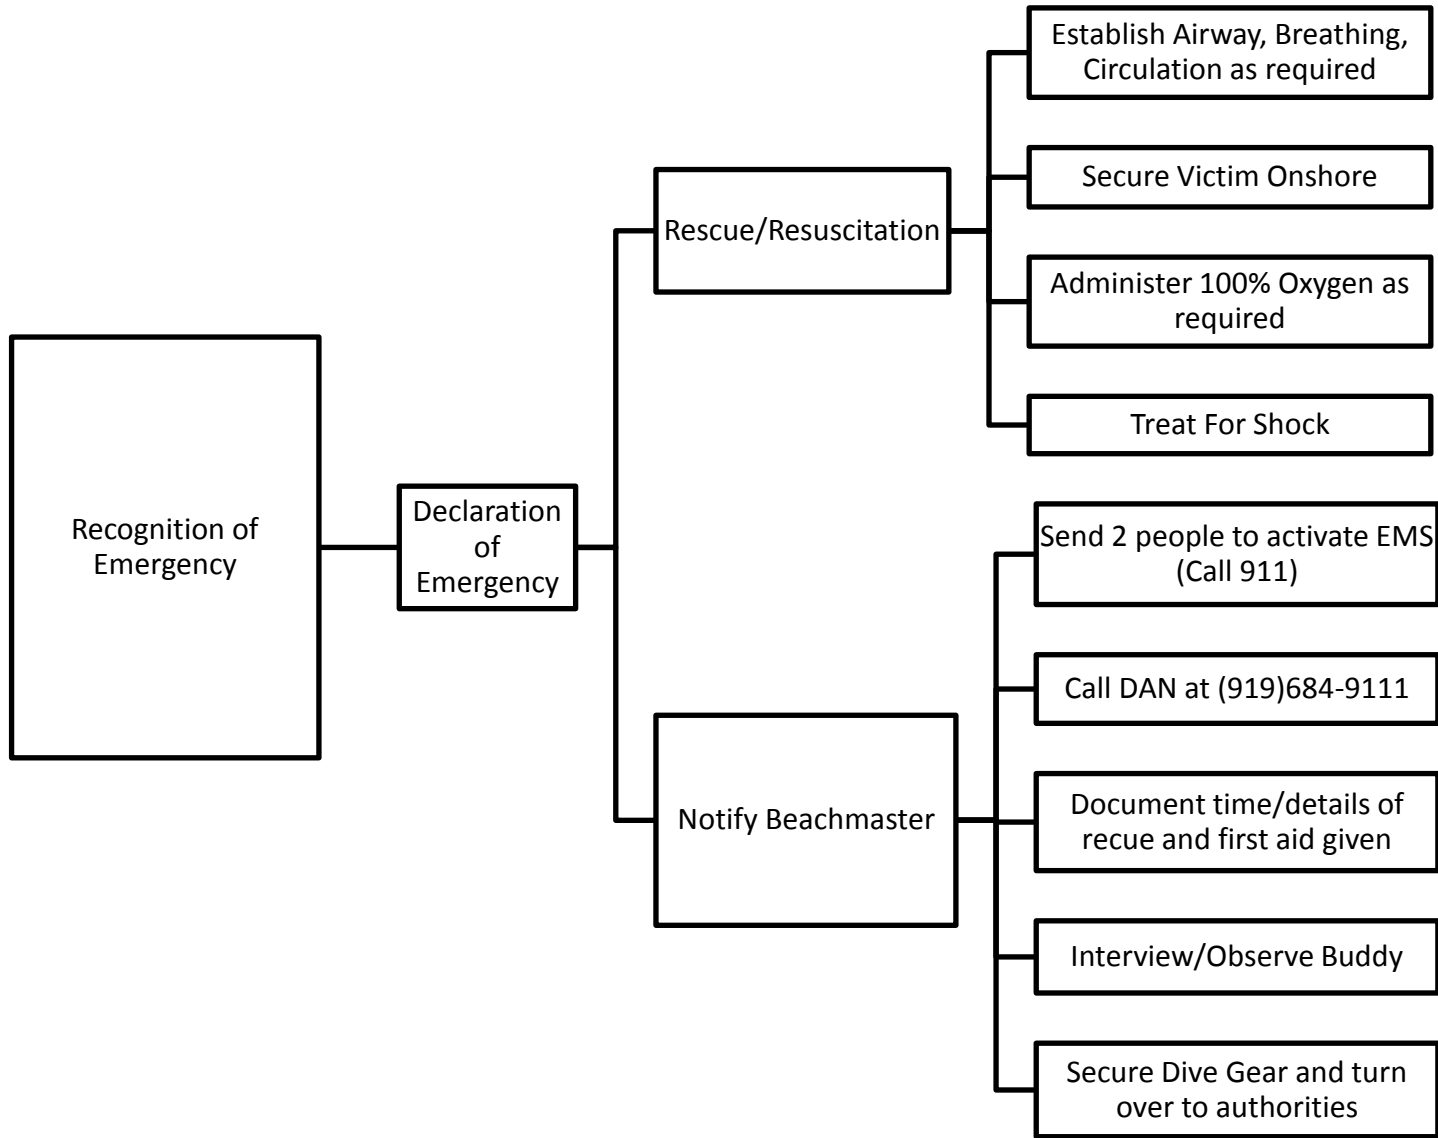 Recognition of
Emergency
Declaration
of
Emergency
Rescue/Resuscitation
Establish Airway, Breathing,
Circulation as required
Secure Victim Onshore
Administer 100% Oxygen as
required
Treat For Shock
Notify Beachmaster
Send 2 people to activate EMS
(Call 911)
Call DAN at (919)684-9111
Document time/details of
recue and first aid given
Interview/Observe Buddy
Secure Dive Gear and turn
over to authorities